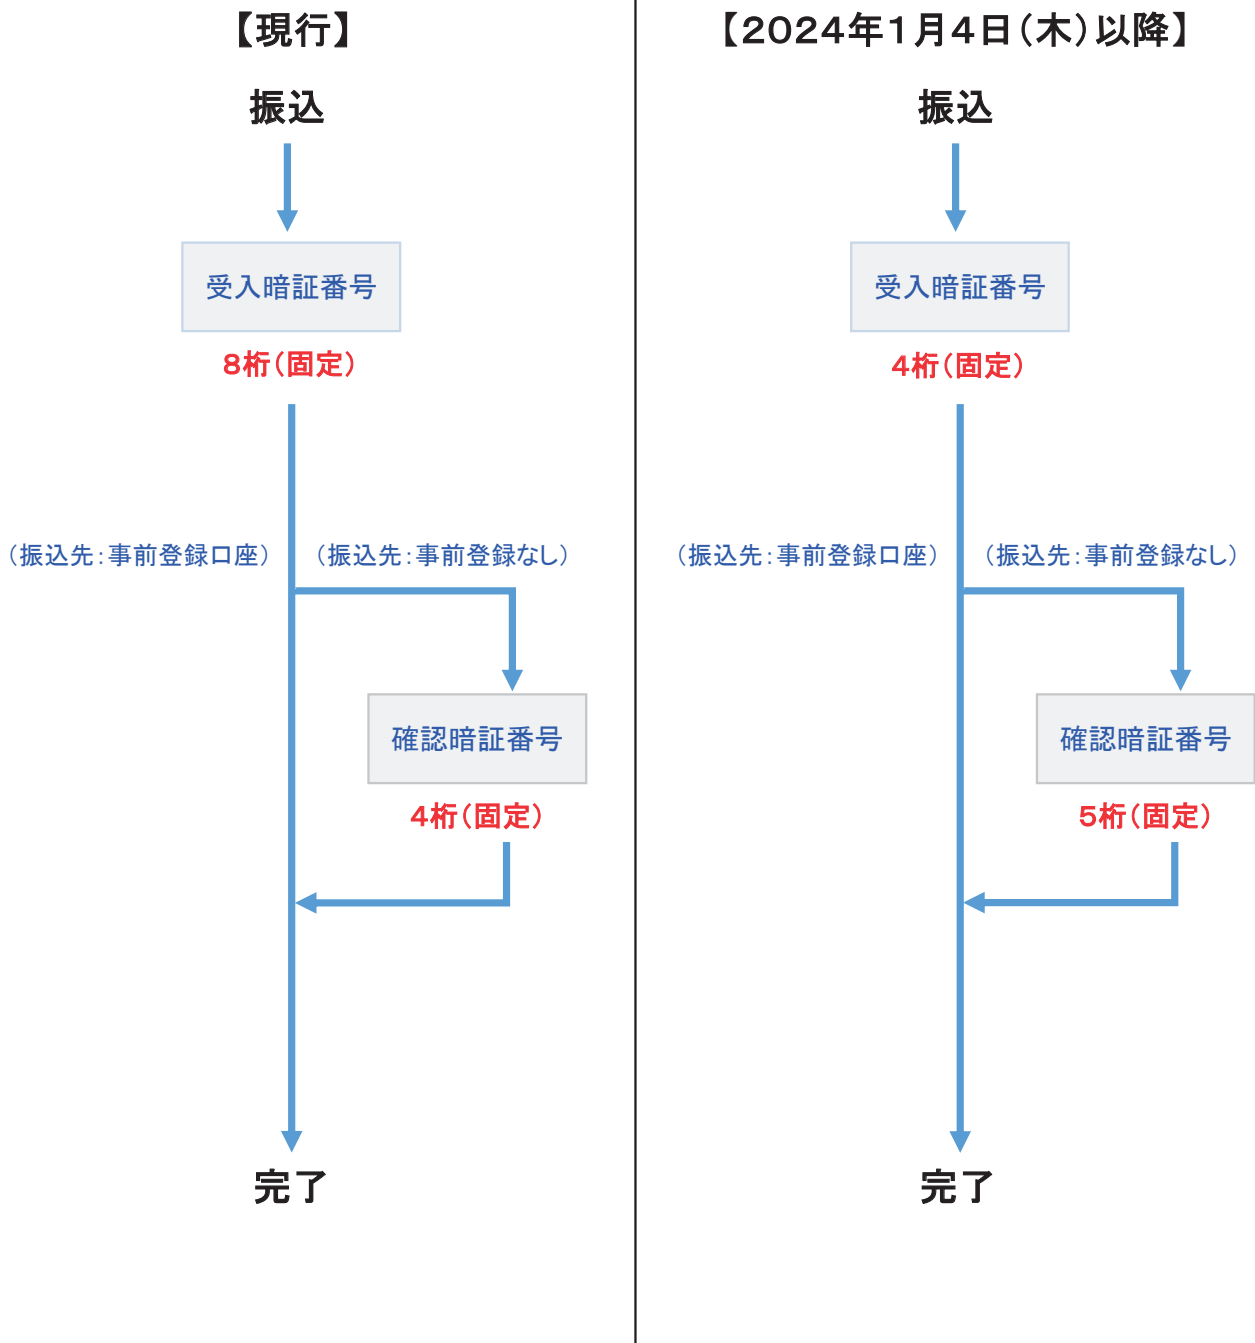 【現行】
振込
受入暗証番号
8桁(固定)
(振込先:事前登録口座)
(振込先:事前登録なし)
確認暗証番号
4桁(固定)
完了
【2024年1月4日(木)以降】
振込
受入暗証番号
4桁(固定)
(振込先:事前登録口座)
(振込先:事前登録なし)
確認暗証番号
5桁(固定)
完了